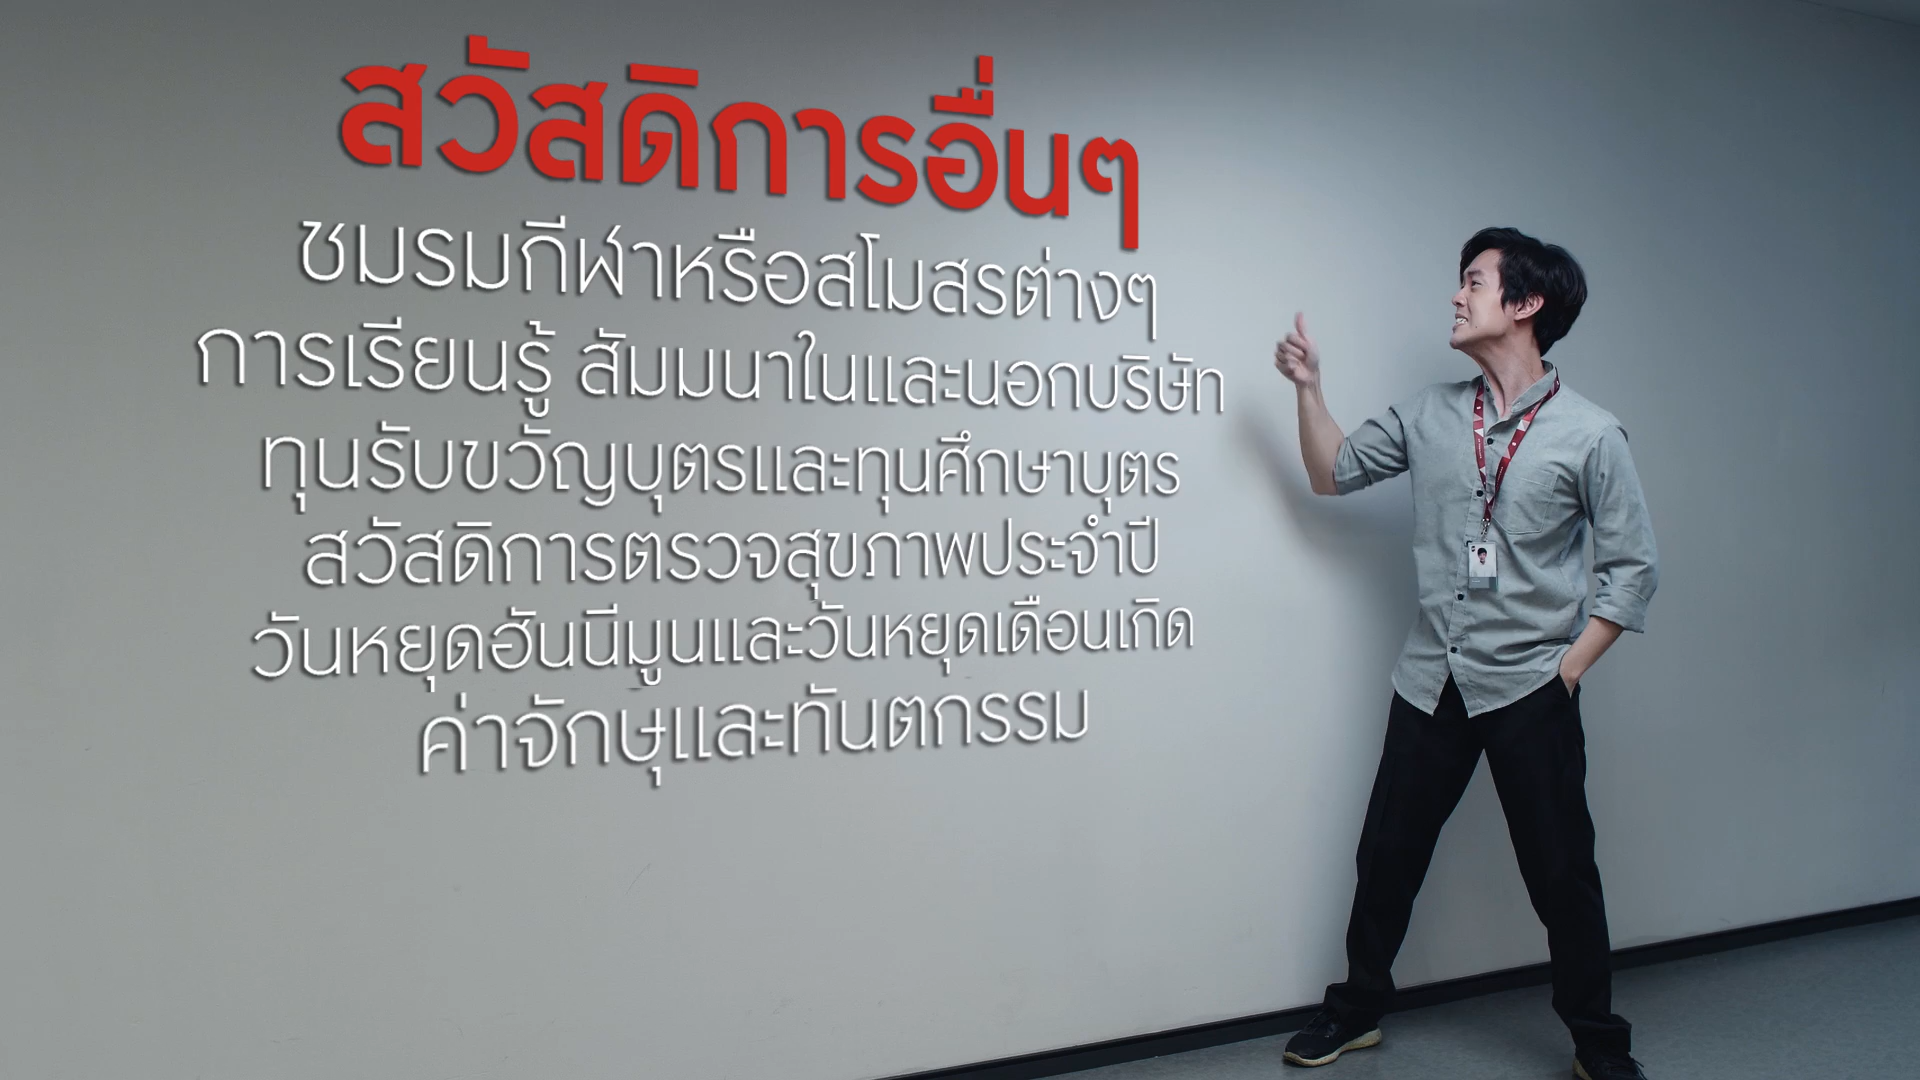 สวัสดิการอื่นๆ
ชมรมกีฬาหรือสโมสรต่างๆ
การเรียนรู้ สัมมนาในและนอกบริษัท
ทุนรับขวัญบุตรและทุนศึกษาบุตร
สวัสดิการตรวจสุขภาพประจำปี
วันหยุดฮันนีมูนและวันหยุดเดือนเกิด
ค่าจักษุและทันตกรรม